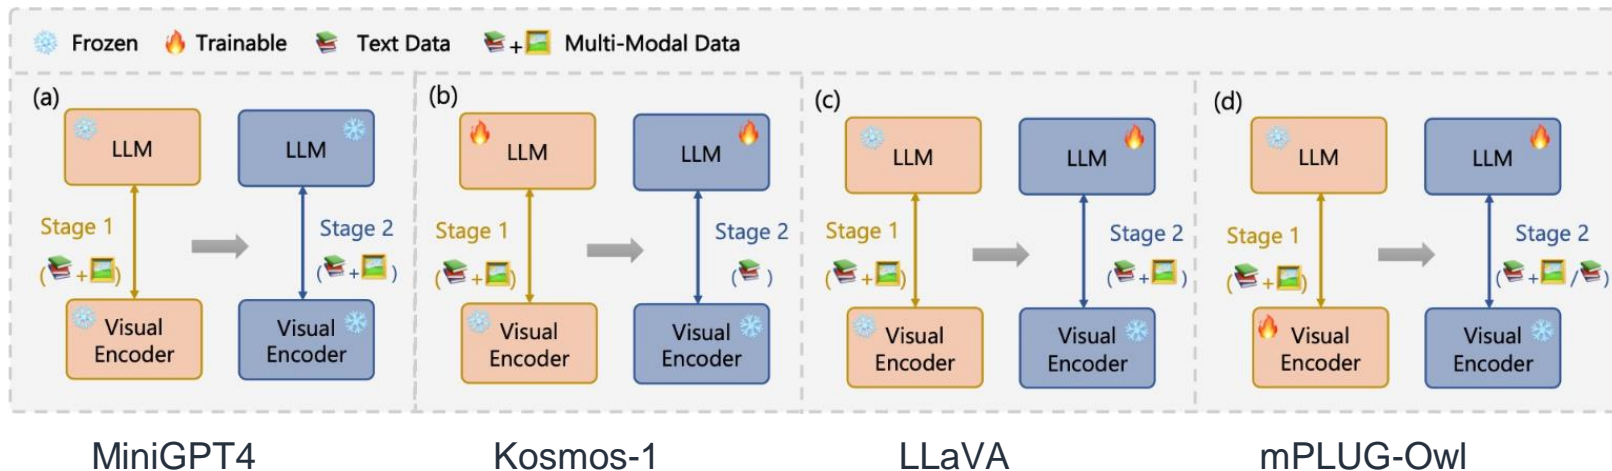 Frozen Trainable Text Data + Multi-Modal Data
(a)
LLM
LLM
Stage 1
( + )
Stage 2
( + )
Visual
Encoder
Visual
Encoder
(b)
LLM
LLM
Stage 1
( + )
Stage 2
( )
Visual
Encoder
Visual
Encoder
(c)
LLM
LLM
Stage 1
( + )
Stage 2
( + )
Visual
Encoder
Visual
Encoder
(d)
LLM
LLM
Stage 1
( + )
Stage 2
( + / )
Visual
Encoder
Visual
Encoder
MiniGPT4
Kosmos-1
LLaVA
mPLUG-Owl